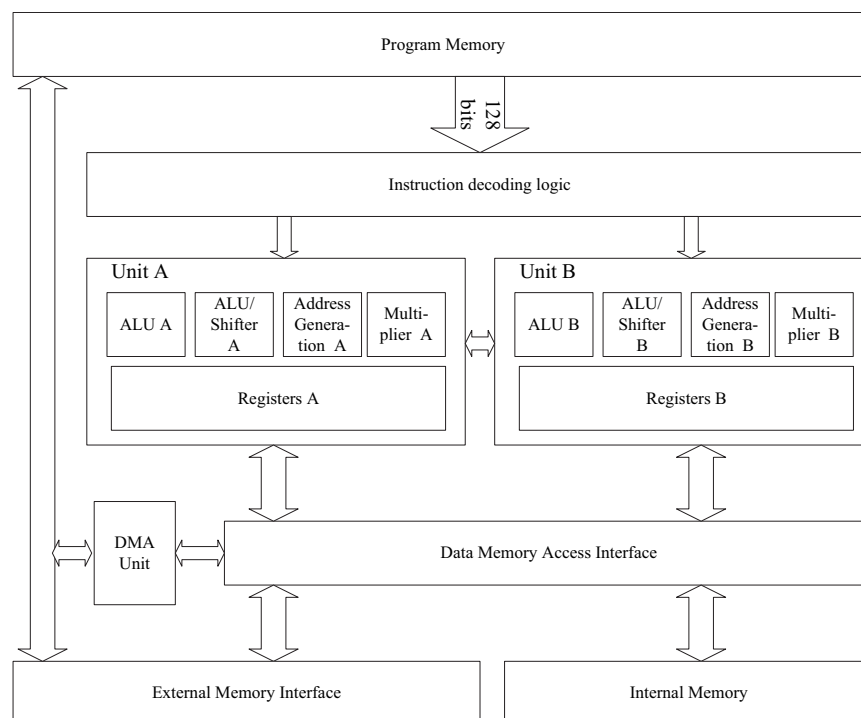 Program Memory
128
bits
Instruction decoding logic
Unit A
ALU A
ALU/
Shifter
A
Address
Genera-
tion A
Multi-
plier A
Registers A
Unit B
ALU B
ALU/
Shifter
B
Address
Genera-
tion B
Multi-
plier B
Registers B
DMA
Unit
Data Memory Access Interface
External Memory Interface
Internal Memory